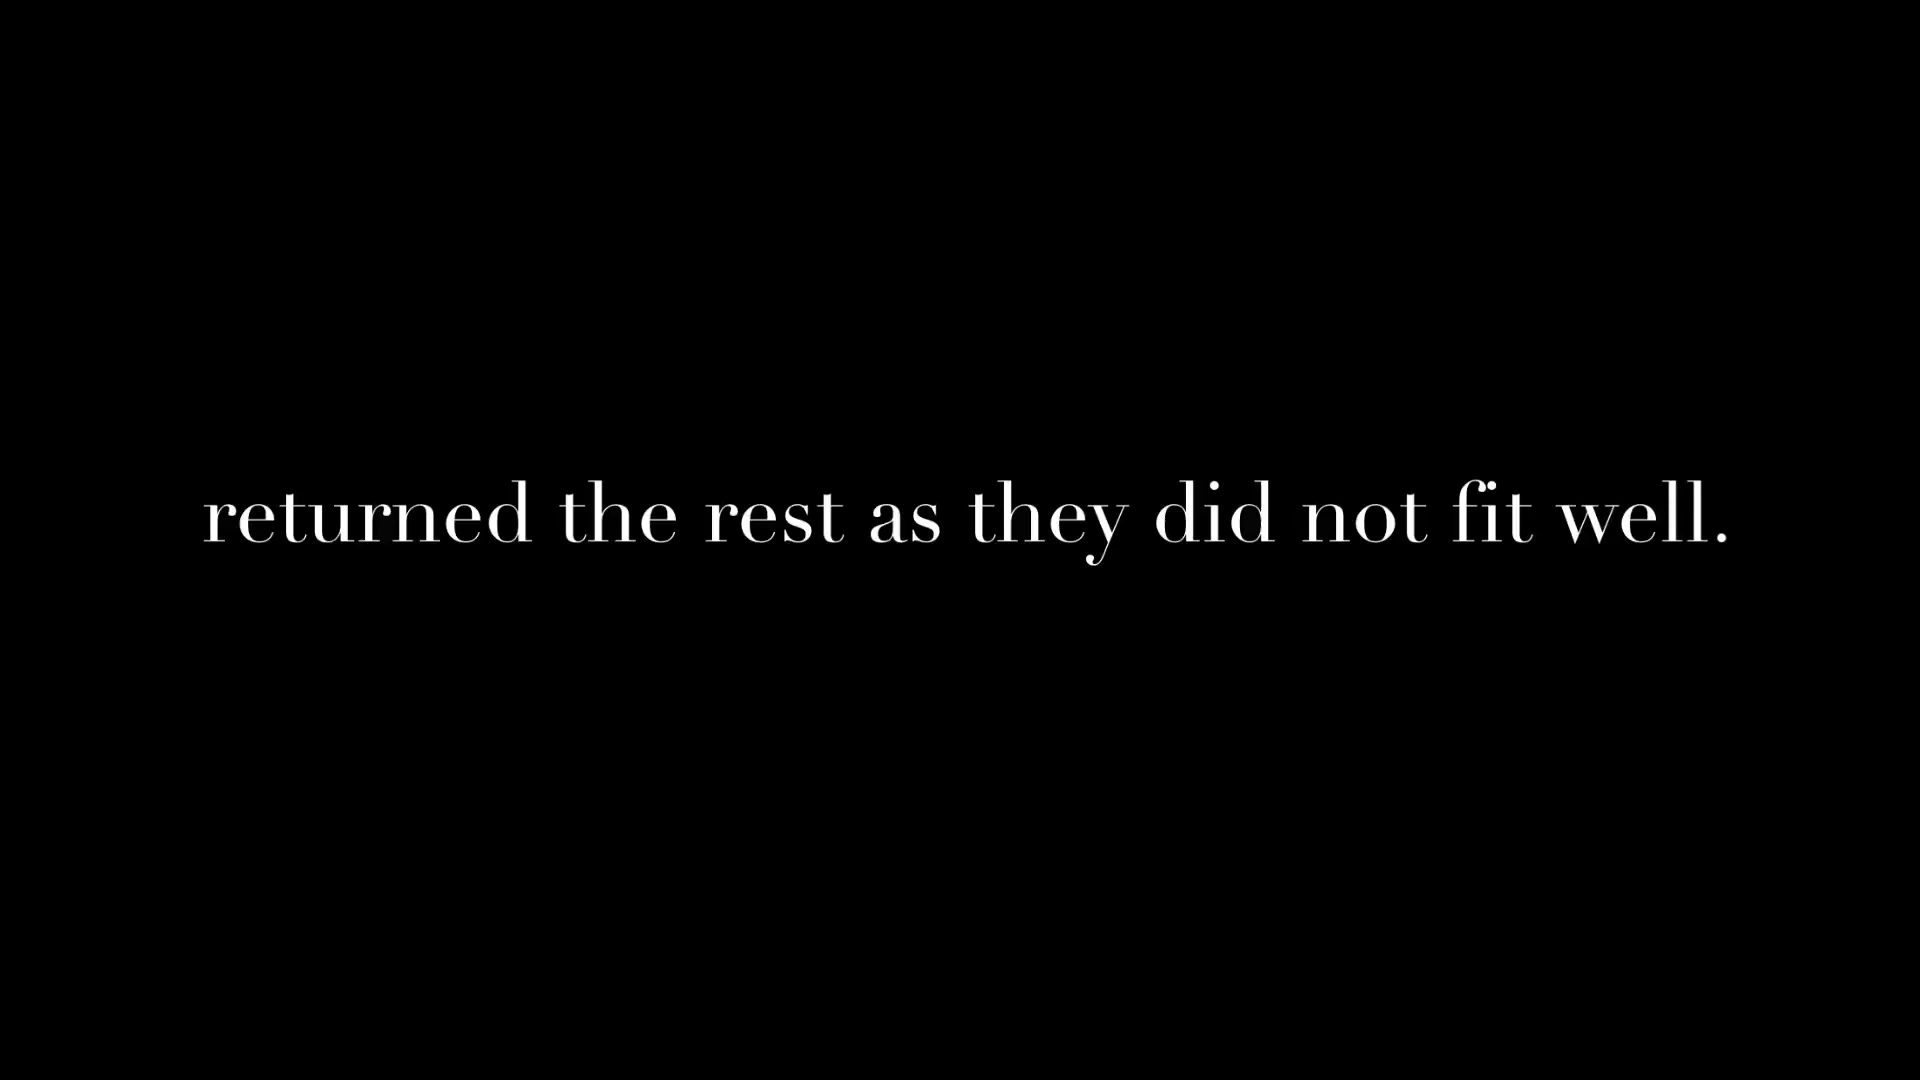 returned the rest as they did not fit well.